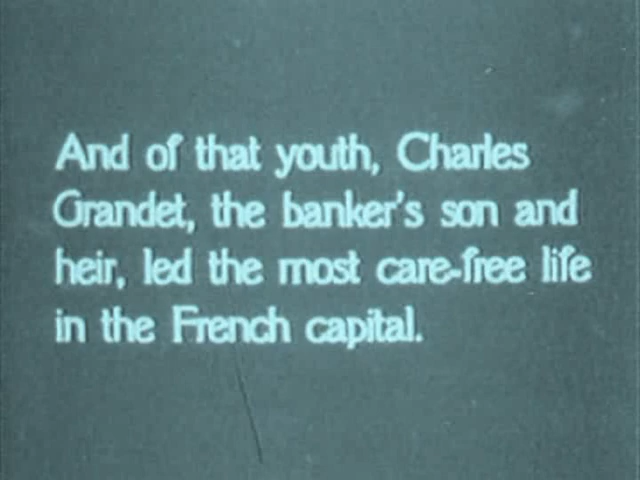 And of that youth, Charles
Grandet, the banker's son and
heir, led the most care-free life
in the French capital.